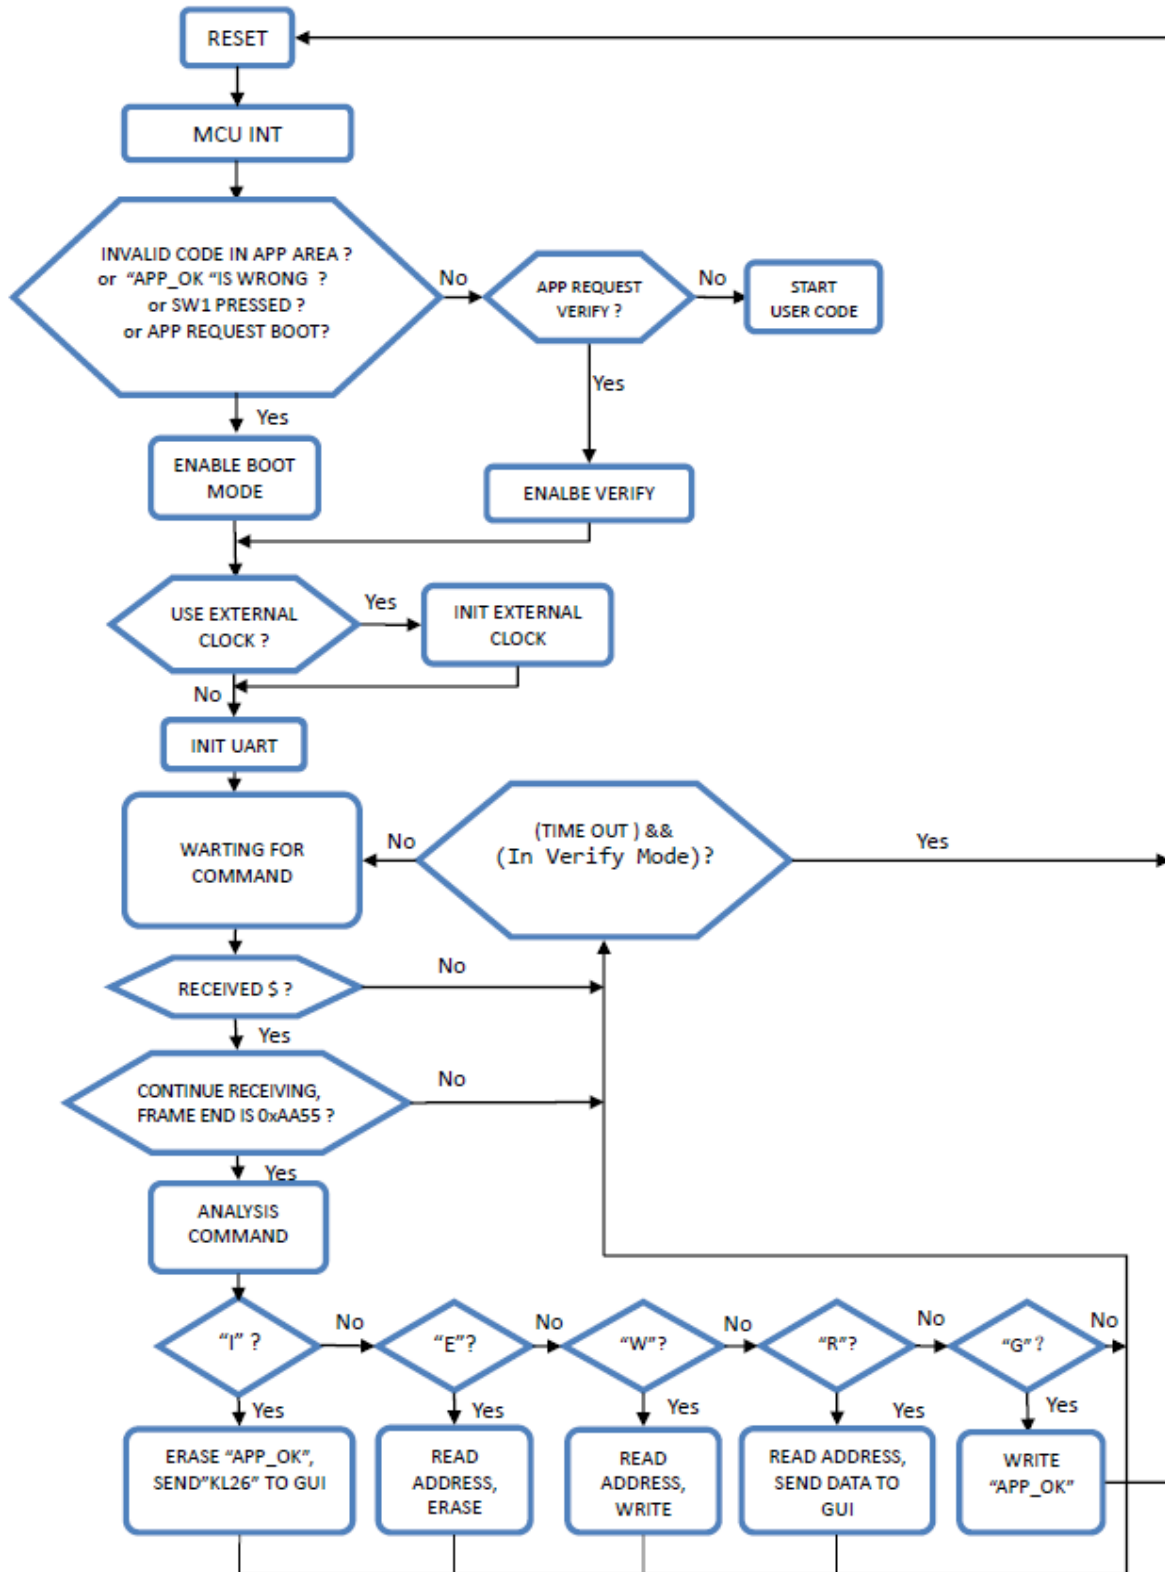 RESET
MCU INT
INVALID CODE IN APP AREA ?
or “APP_OK “IS WRONG ?
or SW1 PRESSED ?
or APP REQUEST BOOT?
No
APP REQUEST
VERIFY ?
No
START
USER CODE
Yes
Yes
ENABLE BOOT
MODE
ENALBE VERIFY
USE EXTERNAL
CLOCK ?
Yes
INIT EXTERNAL
CLOCK
No
INIT UART
WARTING FOR
COMMAND
No
(TIME OUT ) &&
(In Verify Mode)?
Yes
RECEIVED $ ?
No
Yes
CONTINUE RECEIVING,
FRAME END IS 0xAA55 ?
No
Yes
ANALYSIS
COMMAND
“I” ?
No
“E”?
No
“W”?
No
“R”?
No
“G”?
No
Yes
Yes
Yes
Yes
Yes
ERASE “APP_OK”,
SEND”KL26” TO GUI
READ
ADDRESS,
ERASE
READ
ADDRESS,
WRITE
READ ADDRESS,
SEND DATA TO
GUI
WRITE
“APP_OK”